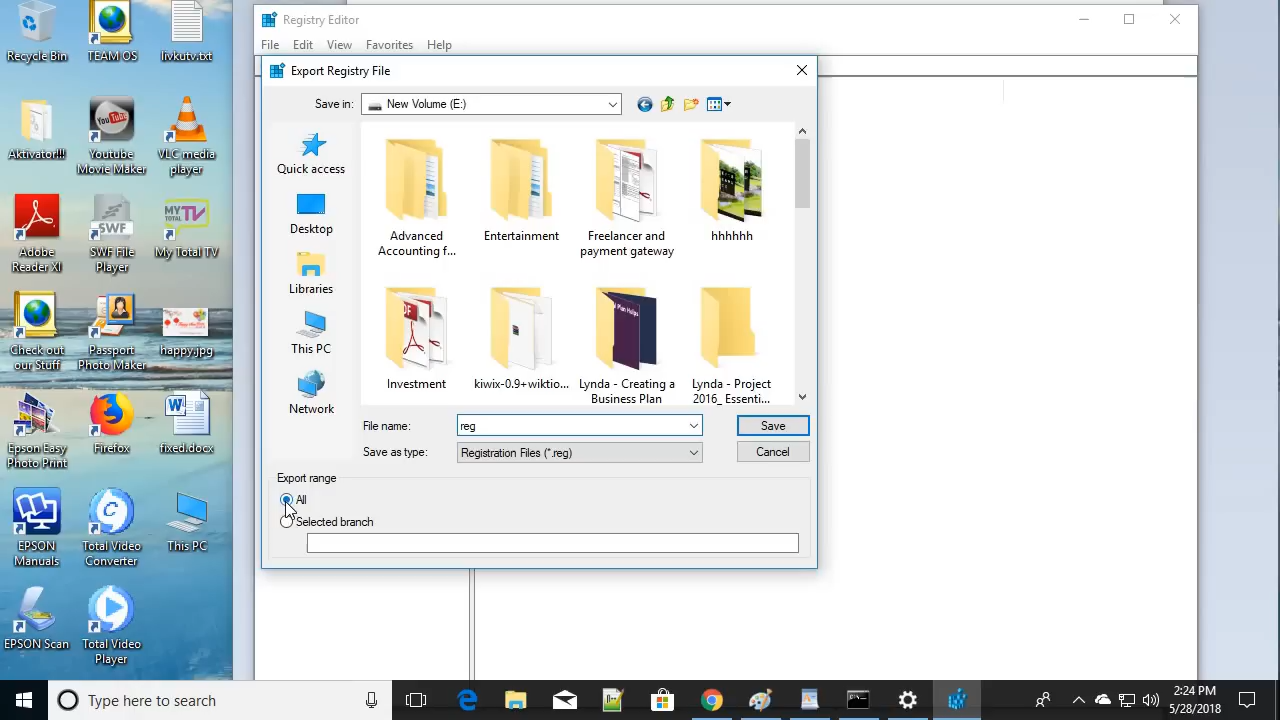 Recycle Bin
TEAM OS
livkutv.txt
Aktivator!!!
Youtube
Movie Maker
VLC media
player
Adobe
Reader XI
SWF File
Player
My Total TV
Check out
our Stuff
Passport
Photo Maker
happy.jpg
Epson Easy
Photo Print
Firefox
fixed.docx
EPSON
Manuals
Total Video
Converter
This PC
EPSON Scan
Total Video
Player
Registry Editor
File Edit View Favorites Help
Export Registry File
Save in: New Volume (E:)
Quick access
Desktop
Libraries
This PC
Network
Advanced
Accounting f...
Entertainment
Freelancer and
payment gateway
hhhhhh
Investment
kiwix-0.9+wiktio...
Lynda - Creating a
Business Plan
Lynda - Project
2016_ Essenti...
File name: reg Save
Save as type: Registration Files (*.reg) Cancel
Export range
All
Selected branch
Type here to search
2:24 PM
5/28/2018